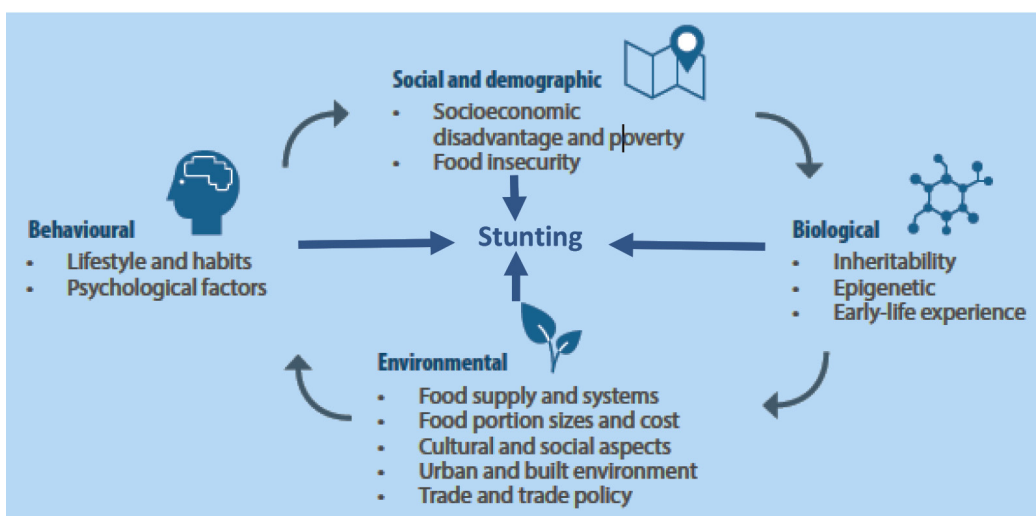 Social and demographic
• Socioeconomic
disadvantage and poverty
• Food insecurity
Behavioural
• Lifestyle and habits
• Psychological factors
Stunting
Biological
• Inheritability
• Epigenetic
• Early-life experience
Environmental
• Food supply and systems
• Food portion sizes and cost
• Cultural and social aspects
• Urban and built environment
• Trade and trade policy